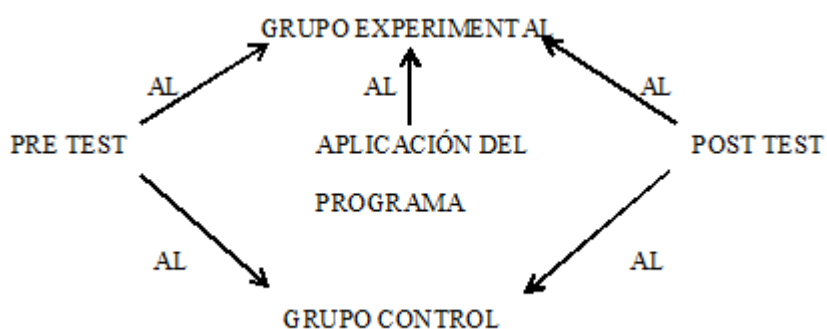 GRUPO EXPERIMENTAL
AL
AL
AL
PRE TEST
APLICACIÓN DEL
PROGRAMA
POST TEST
AL
AL
GRUPO CONTROL